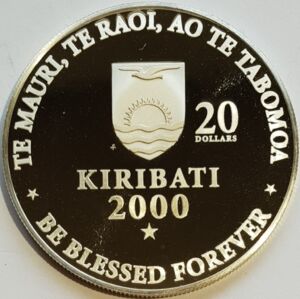 TE MAURI, TE RAOI, AO TE TABOMOA
20
DOLLARS
KIRIBATI
2000
BE BLESSED FOREVER